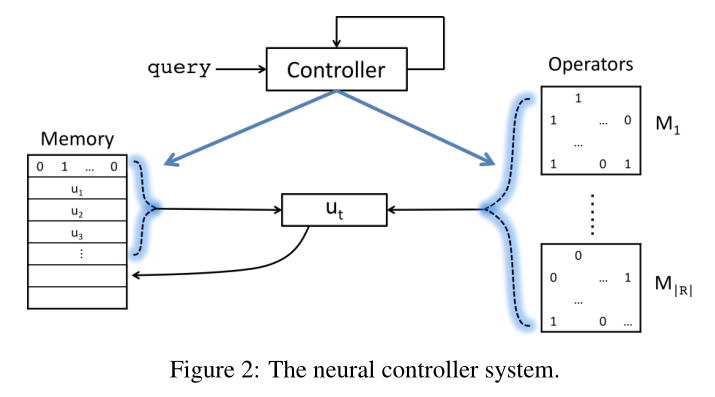 query
Controller
Operators
1
1 ... 0
...
1 0 1
M₁
Memory
0 1 ... 0
u₁
u₂
u₃
⋮
uₜ
⋮
0
0 ... 1
...
1 0 ...
M|R|
Figure 2: The neural controller system.